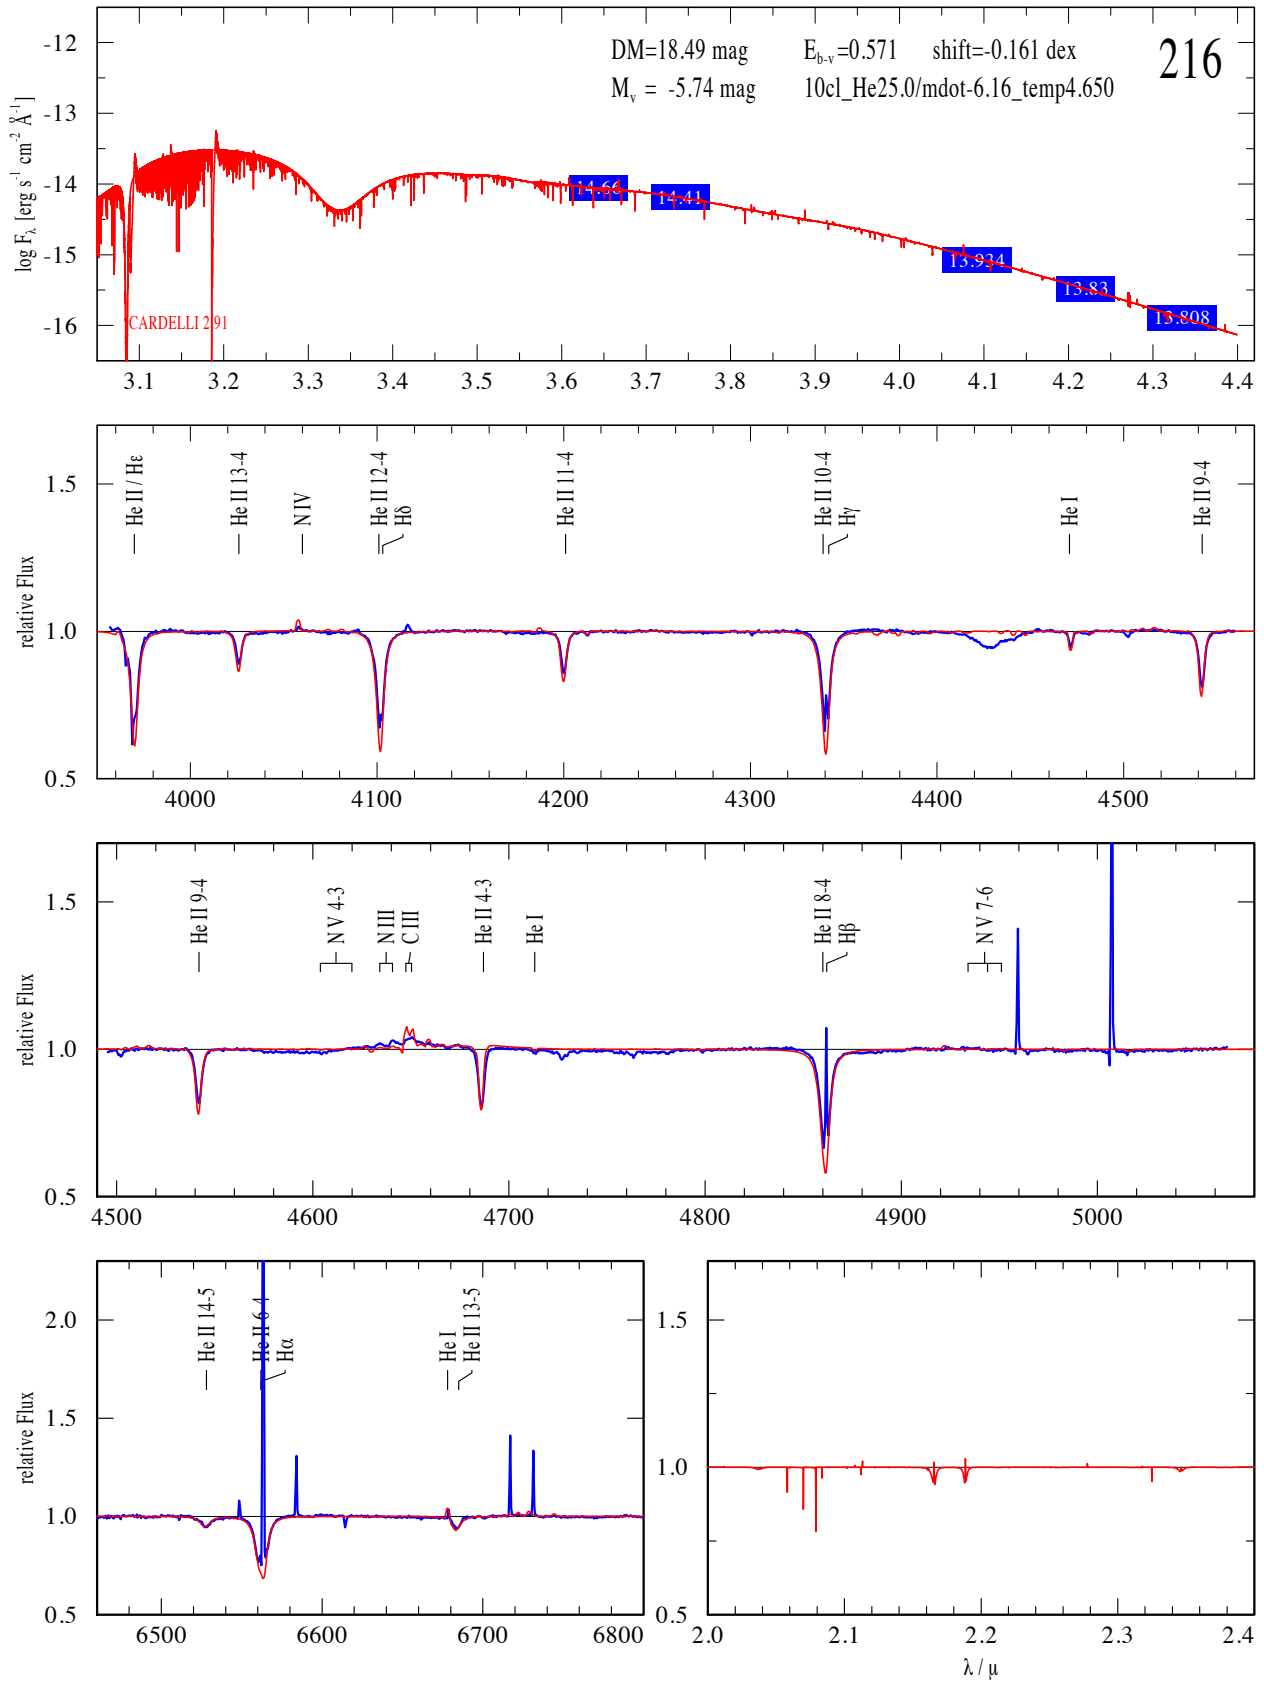 DM=18.49 mag E_b-v=0.571 shift=-0.161 dex 216
M_v = -5.74 mag 10cl_He25.0/mdot-6.16_temp4.650
log F_λ [erg s^-1 cm^-2 Å^-1]
-12
-13
-14
-15
-16
14.66 14.41 13.934 13.83 13.808
CARDELLI 2.91
3.1 3.2 3.3 3.4 3.5 3.6 3.7 3.8 3.9 4.0 4.1 4.2 4.3 4.4
relative Flux
1.5
1.0
0.5
He II / Hε
He II 13-4
N IV
He II 12-4
Hδ
He II 11-4
He II 10-4
Hγ
He I
He II 9-4
4000 4100 4200 4300 4400 4500
relative Flux
1.5
1.0
0.5
He II 9-4
N V 4-3
N III
C III
He II 4-3
He I
He II 8-4
Hβ
N V 7-6
4500 4600 4700 4800 4900 5000
relative Flux
2.0
1.5
1.0
0.5
He II 14-5
He II 6-4
Hα
He I
He II 13-5
6500 6600 6700 6800
1.5
1.0
0.5
2.0 2.1 2.2 2.3 2.4
λ / μ